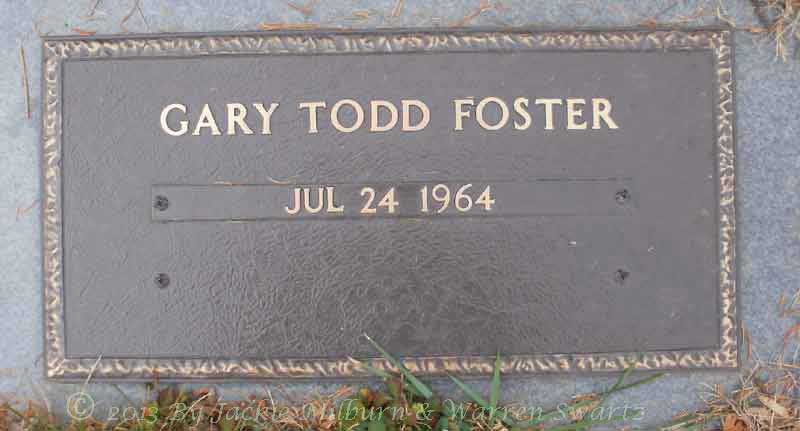 GARY TODD FOSTER
JUL 24 1964
© 2013 By Jackie Milburn & Warren Swartz